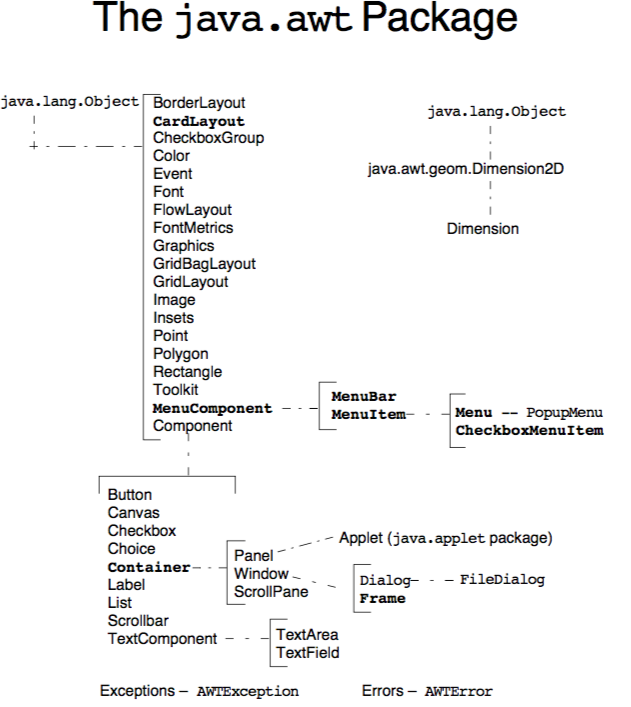 The java.awt Package
java.lang.Object
BorderLayout
CardLayout
CheckboxGroup
Color
Event
Font
FlowLayout
FontMetrics
Graphics
GridBagLayout
GridLayout
Image
Insets
Point
Polygon
Rectangle
Toolkit
MenuComponent
Component
java.lang.Object
java.awt.geom.Dimension2D
Dimension
MenuBar
MenuItem
Menu -- PopupMenu
CheckboxMenuItem
Button
Canvas
Checkbox
Choice
Container
Label
List
Scrollbar
TextComponent
Panel
Window
ScrollPane
Applet (java.applet package)
Dialog
FileDialog
Frame
TextArea
TextField
Exceptions – AWTException
Errors – AWTError